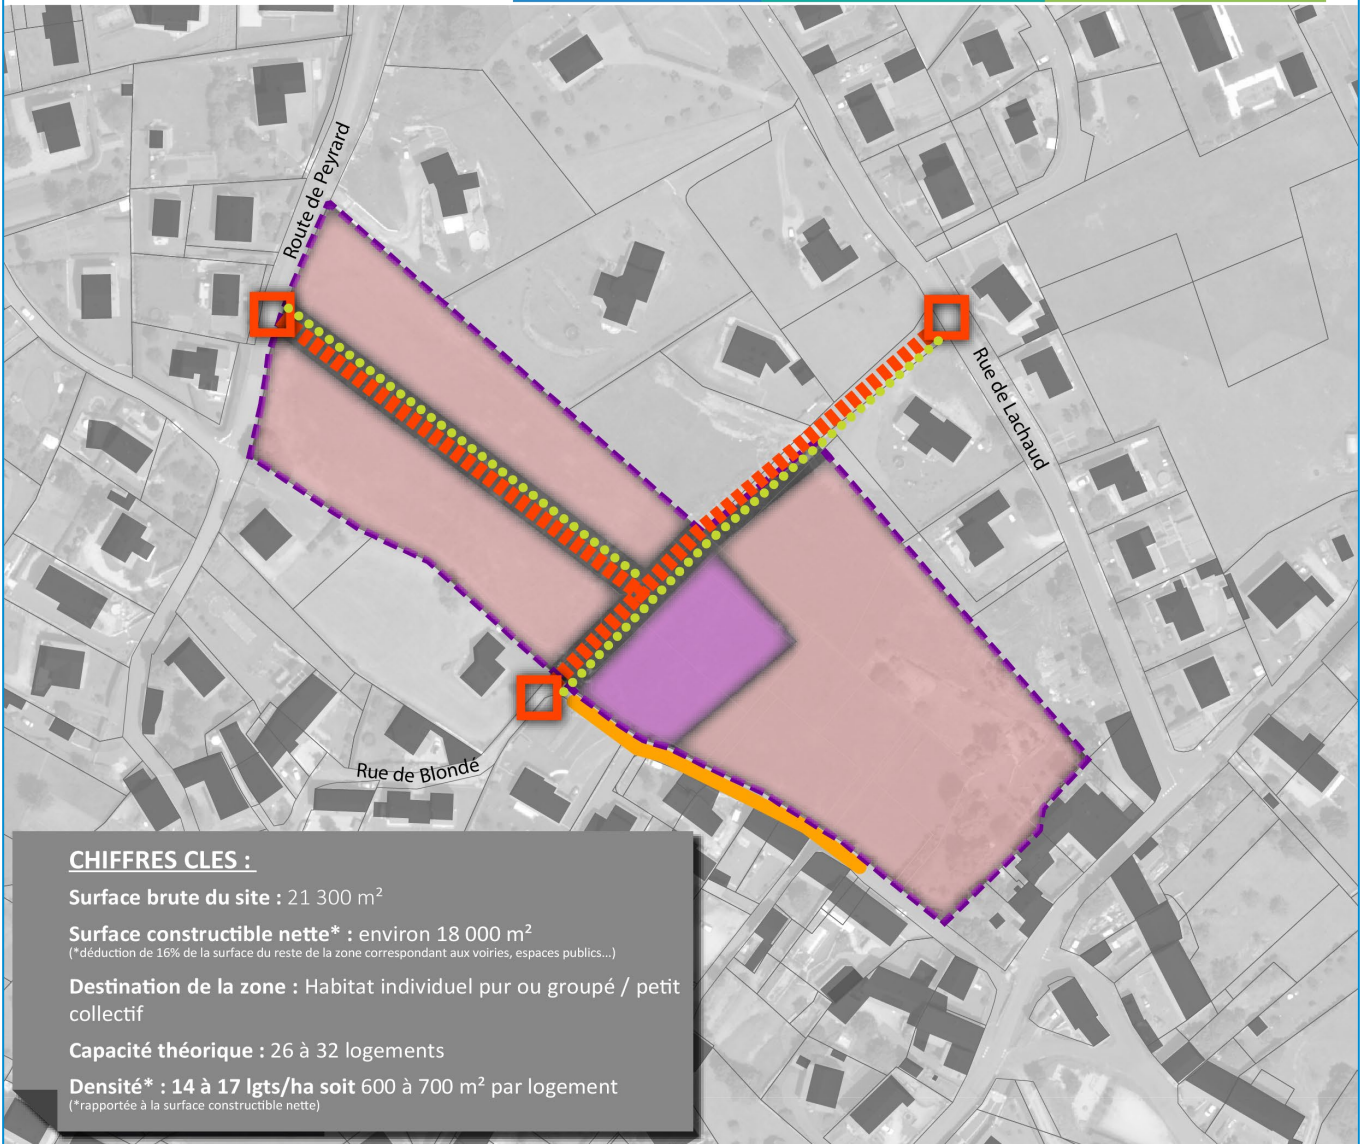 Route de Peyrard
Rue de Lachaud
Rue de Blondé
CHIFFRES CLES :
Surface brute du site : 21 300 m²
Surface constructible nette* : environ 18 000 m²
(*déduction de 16% de la surface du reste de la zone correspondant aux voiries, espaces publics...)
Destination de la zone : Habitat individuel pur ou groupé / petit
collectif
Capacité théorique : 26 à 32 logements
Densité* : 14 à 17 lgts/ha soit 600 à 700 m² par logement
(*rapportée à la surface constructible nette)